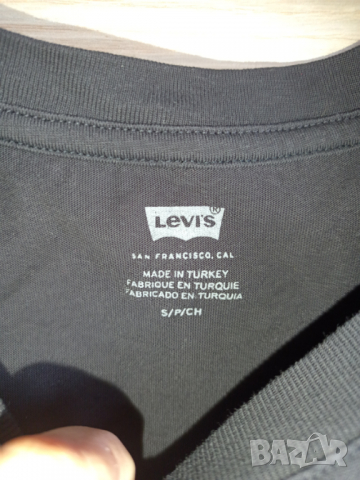 Levi's ®
SAN FRANCISCO, CAL
MADE IN TURKEY
FABRIQUE EN TURQUIE
FABRICADO EN TURQUIA
S/P/CH
BAZAR